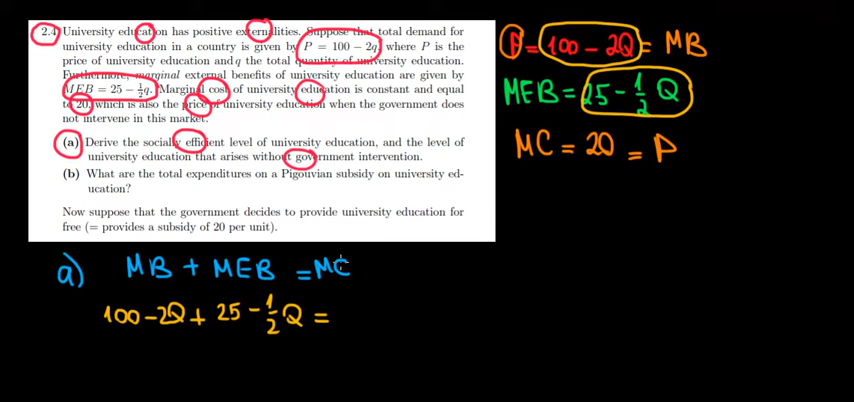 2.4 University education has positive externalities. Suppose that total demand for
university education in a country is given by P = 100 − 2q, where P is the
price of university education and q the total quantity of university education.
Furthermore, marginal external benefits of university education are given by
MEB = 25 − ½q. Marginal cost of university education is constant and equal
to 20, which is also the price of university education when the government does
not intervene in this market.
(a) Derive the socially efficient level of university education, and the level of
university education that arises without government intervention.
(b) What are the total expenditures on a Pigouvian subsidy on university ed-
ucation?
Now suppose that the government decides to provide university education for
free (= provides a subsidy of 20 per unit).
P = 100 − 2Q = MB
MEB = 25 − ½ Q
MC = 20 = P
a) MB + MEB = MC
100 − 2Q + 25 − ½ Q =